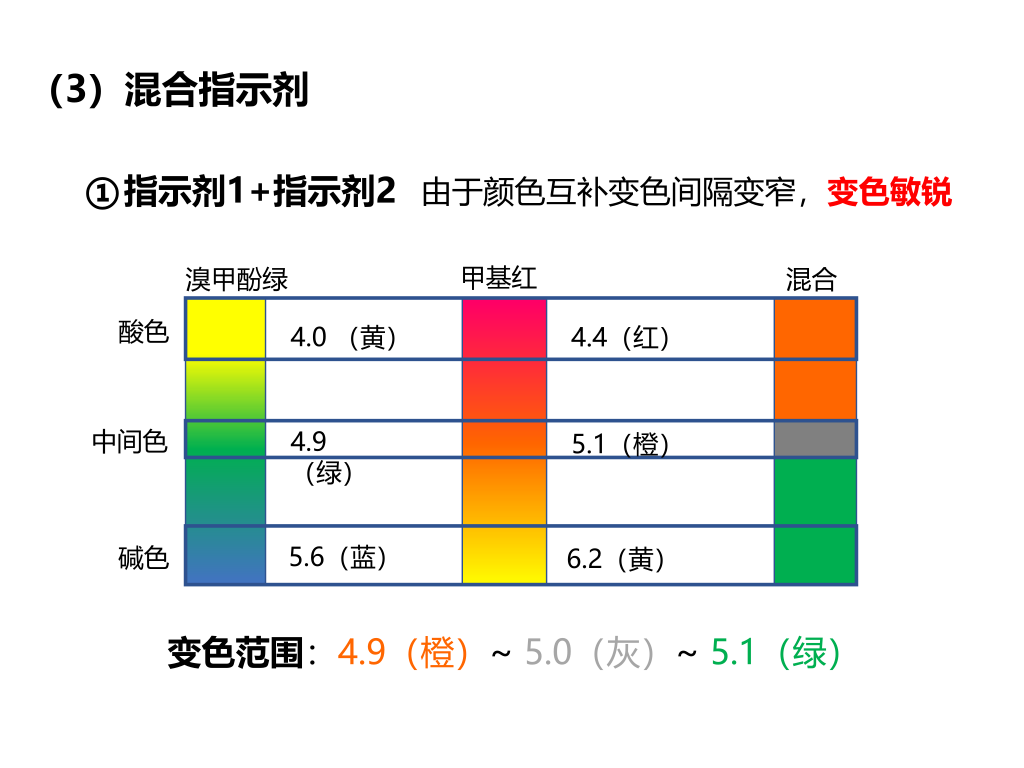 （3）混合指示剂
①指示剂1+指示剂2 由于颜色互补变色间隔变窄，变色敏锐
溴甲酚绿 甲基红 混合
酸色 4.0 （黄） 4.4（红）
中间色 4.9 5.1（橙）
（绿）
碱色 5.6（蓝） 6.2（黄）
变色范围：4.9（橙）~ 5.0（灰）~ 5.1（绿）